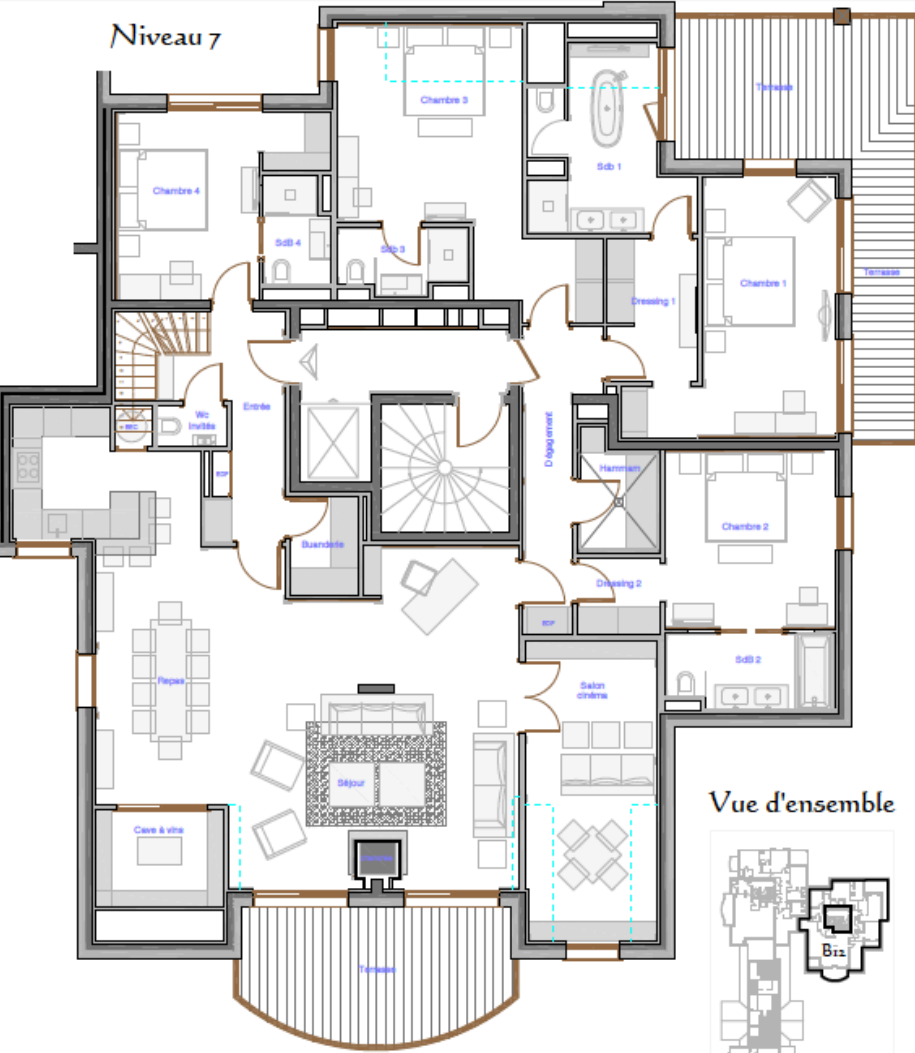 Niveau 7
Terrasse
Chambre 3
Sdb 1
Chambre 4
SdB 4
Sdb 3
Terrasse
Chambre 1
Dressing 1
Entrée
Wc
Invités
Dégagement
Hammam
EDP
Chambre 2
Buanderie
Dressing 2
EDP
SdB 2
Salon
cinéma
Repas
Séjour
Cave à vins
Vue d'ensemble
B12
Terrasse